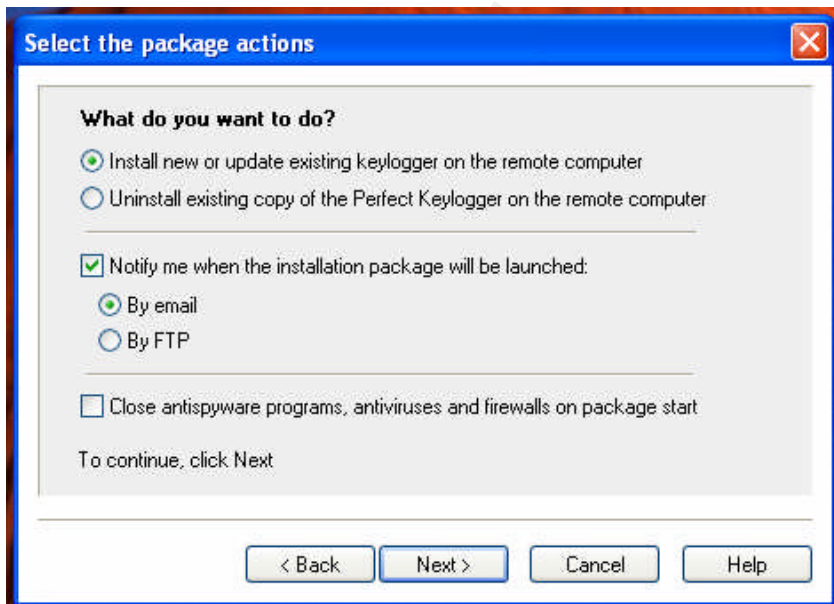 Select the package actions
What do you want to do?
Install new or update existing keylogger on the remote computer
Uninstall existing copy of the Perfect Keylogger on the remote computer
Notify me when the installation package will be launched:
By email
By FTP
Close antispyware programs, antiviruses and firewalls on package start
To continue, click Next
< Back Next > Cancel Help